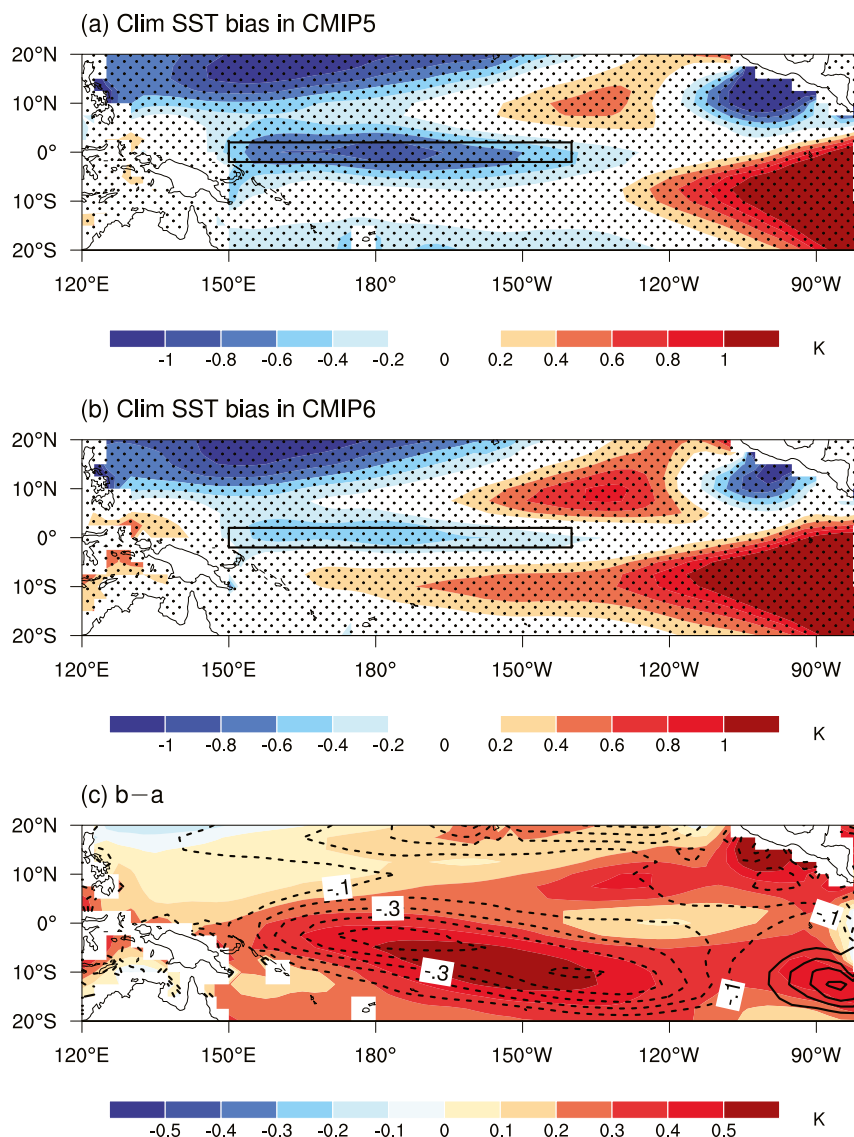 (a) Clim SST bias in CMIP5
20°N
10°N
0°
10°S
20°S
120°E 150°E 180° 150°W 120°W 90°W
-1 -0.8 -0.6 -0.4 -0.2 0 0.2 0.4 0.6 0.8 1 K
(b) Clim SST bias in CMIP6
20°N
10°N
0°
10°S
20°S
120°E 150°E 180° 150°W 120°W 90°W
-1 -0.8 -0.6 -0.4 -0.2 0 0.2 0.4 0.6 0.8 1 K
(c) b−a
20°N
10°N
-.1
-.3
-.1
0°
10°S
-.3
-.1
20°S
120°E 150°E 180° 150°W 120°W 90°W
-0.5 -0.4 -0.3 -0.2 -0.1 0 0.1 0.2 0.3 0.4 0.5 K